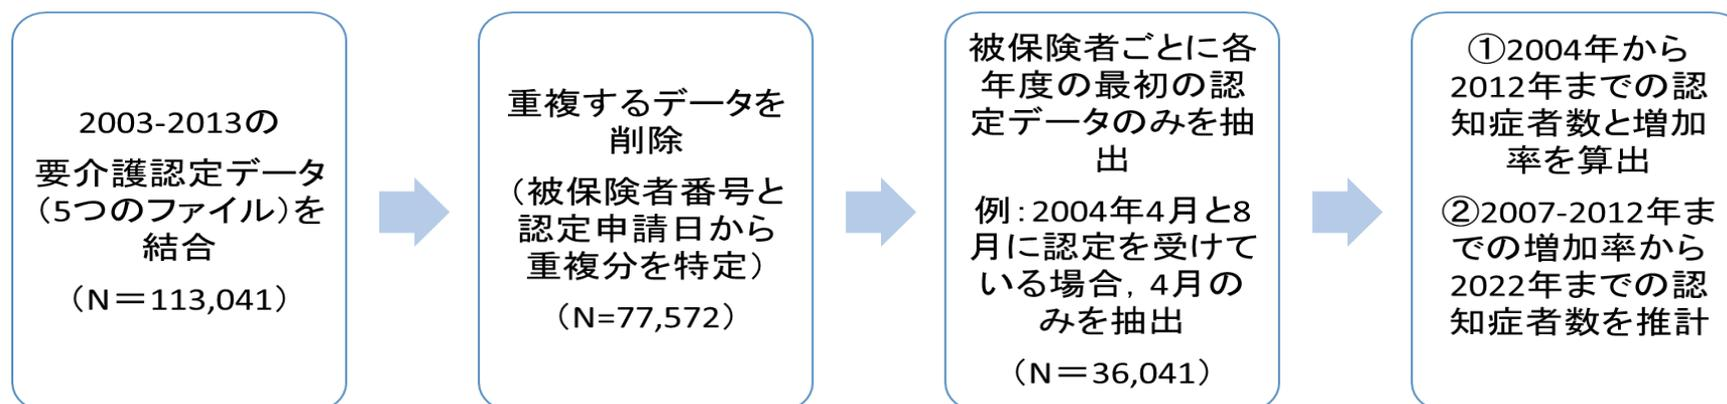 2003-2013の
要介護認定データ
（5つのファイル）を
結合
（N＝113,041）
重複するデータを
削除
（被保険者番号と
認定申請日から
重複分を特定）
（N=77,572）
被保険者ごとに各
年度の最初の認
定データのみを抽
出
例：2004年4月と8
月に認定を受けて
いる場合，4月の
みを抽出
（N＝36,041）
①2004年から
2012年までの認
知症者数と増加
率を算出
②2007-2012年ま
での増加率から
2022年までの認
知症者数を推計